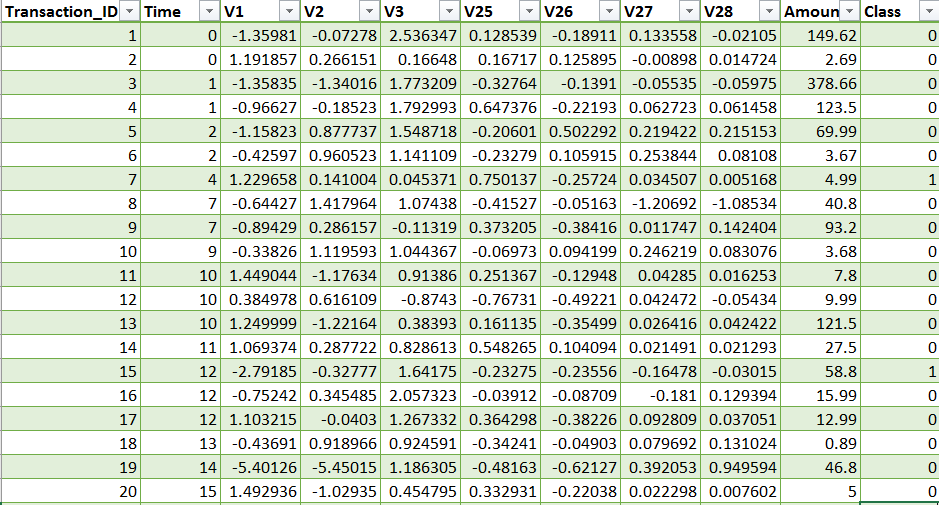 Transaction_ID Time V1 V2 V3 V25 V26 V27 V28 Amoun Class
1 0 -1.35981 -0.07278 2.536347 0.128539 -0.18911 0.133558 -0.02105 149.62 0
2 0 1.191857 0.266151 0.16648 0.16717 0.125895 -0.00898 0.014724 2.69 0
3 1 -1.35835 -1.34016 1.773209 -0.32764 -0.1391 -0.05535 -0.05975 378.66 0
4 1 -0.96627 -0.18523 1.792993 0.647376 -0.22193 0.062723 0.061458 123.5 0
5 2 -1.15823 0.877737 1.548718 -0.20601 0.502292 0.219422 0.215153 69.99 0
6 2 -0.42597 0.960523 1.141109 -0.23279 0.105915 0.253844 0.08108 3.67 0
7 4 1.229658 0.141004 0.045371 0.750137 -0.25724 0.034507 0.005168 4.99 1
8 7 -0.64427 1.417964 1.07438 -0.41527 -0.05163 -1.20692 -1.08534 40.8 0
9 7 -0.89429 0.286157 -0.11319 0.373205 -0.38416 0.011747 0.142404 93.2 0
10 9 -0.33826 1.119593 1.044367 -0.06973 0.094199 0.246219 0.083076 3.68 0
11 10 1.449044 -1.17634 0.91386 0.251367 -0.12948 0.04285 0.016253 7.8 0
12 10 0.384978 0.616109 -0.8743 -0.76731 -0.49221 0.042472 -0.05434 9.99 0
13 10 1.249999 -1.22164 0.38393 0.161135 -0.35499 0.026416 0.042422 121.5 0
14 11 1.069374 0.287722 0.828613 0.548265 0.104094 0.021491 0.021293 27.5 0
15 12 -2.79185 -0.32777 1.64175 -0.23275 -0.23556 -0.16478 -0.03015 58.8 1
16 12 -0.75242 0.345485 2.057323 -0.03912 -0.08709 -0.181 0.129394 15.99 0
17 12 1.103215 -0.0403 1.267332 0.364298 -0.38226 0.092809 0.037051 12.99 0
18 13 -0.43691 0.918966 0.924591 -0.34241 -0.04903 0.079692 0.131024 0.89 0
19 14 -5.40126 -5.45015 1.186305 -0.48163 -0.62127 0.392053 0.949594 46.8 0
20 15 1.492936 -1.02935 0.454795 0.332931 -0.22038 0.022298 0.007602 5 0